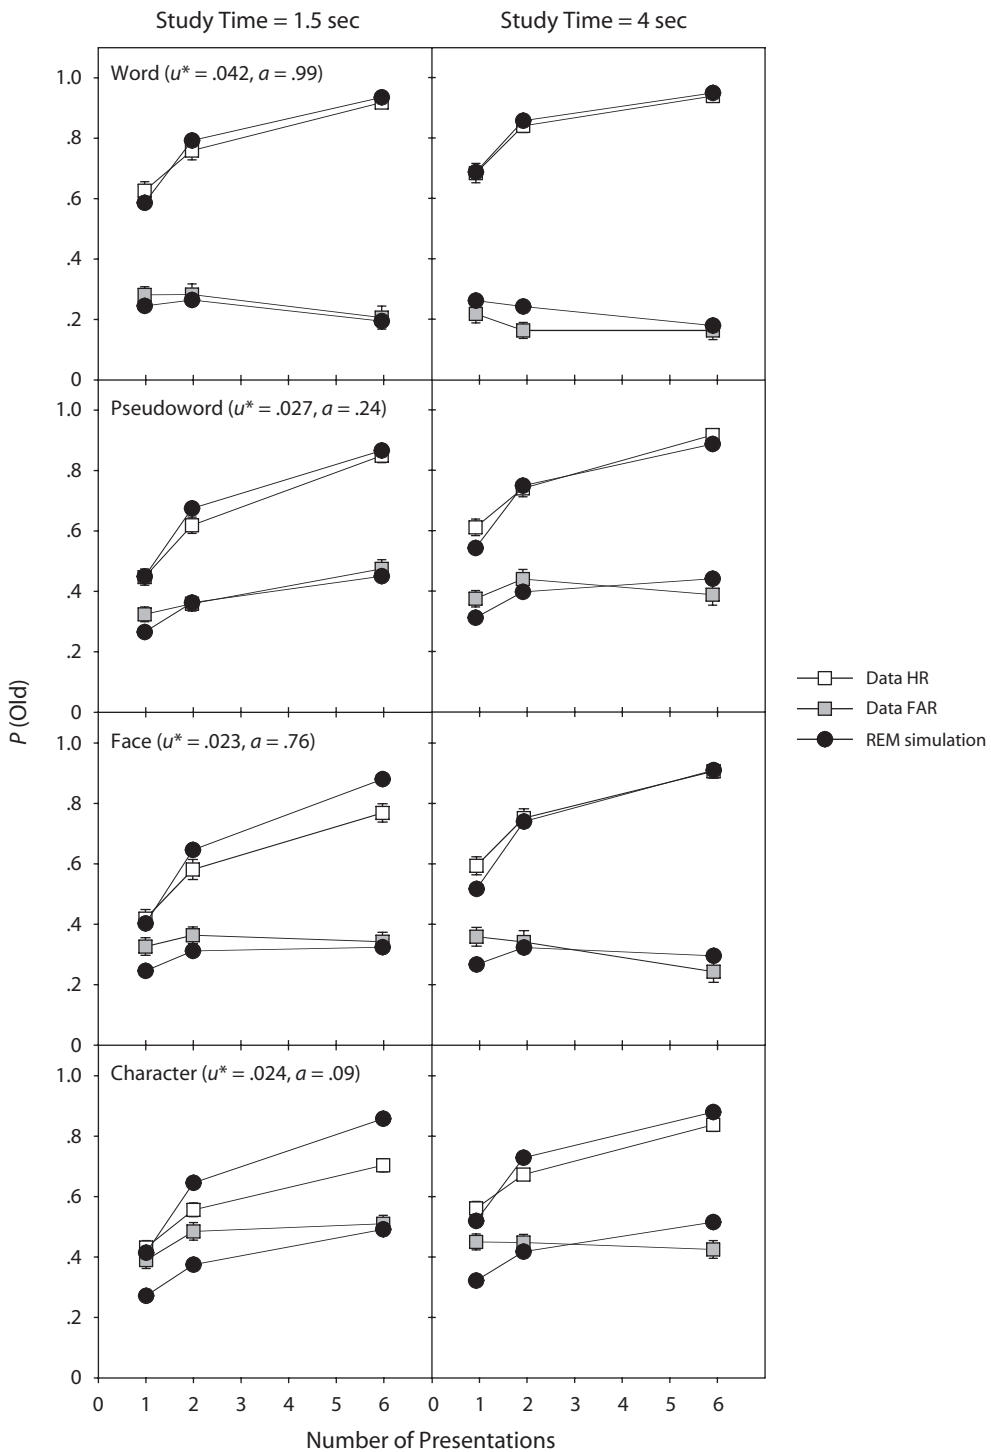 Study Time = 1.5 sec
Study Time = 4 sec
Word (u* = .042, a = .99)
1.0
.8
.6
.4
.2
0
Pseudoword (u* = .027, a = .24)
1.0
.8
.6
.4
.2
0
P (Old)
Data HR
Data FAR
REM simulation
Face (u* = .023, a = .76)
1.0
.8
.6
.4
.2
0
Character (u* = .024, a = .09)
1.0
.8
.6
.4
.2
0
0 1 2 3 4 5 6 0 1 2 3 4 5 6
Number of Presentations